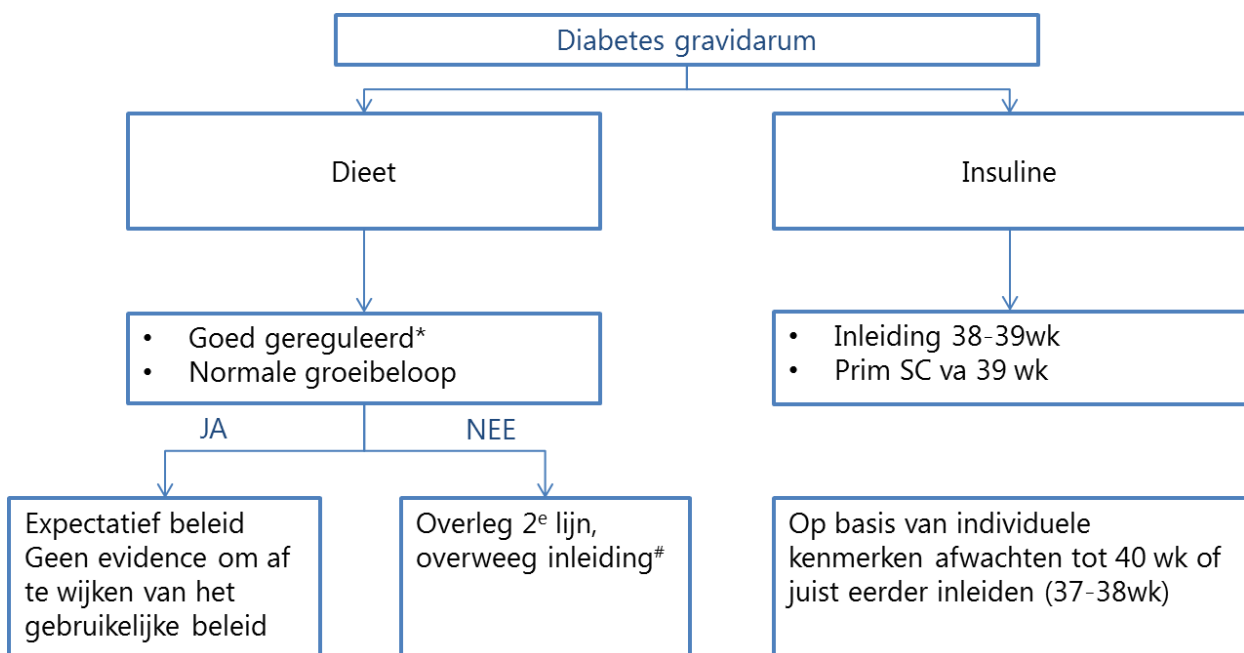 Diabetes gravidarum
Dieet
Insuline
• Goed gereguleerd*
• Normale groeibeloop
• Inleiding 38-39wk
• Prim SC va 39 wk
JA
NEE
Expectatief beleid
Geen evidence om af
te wijken van het
gebruikelijke beleid
Overleg 2e lijn,
overweeg inleiding#
Op basis van individuele
kenmerken afwachten tot 40 wk of
juist eerder inleiden (37-38wk)